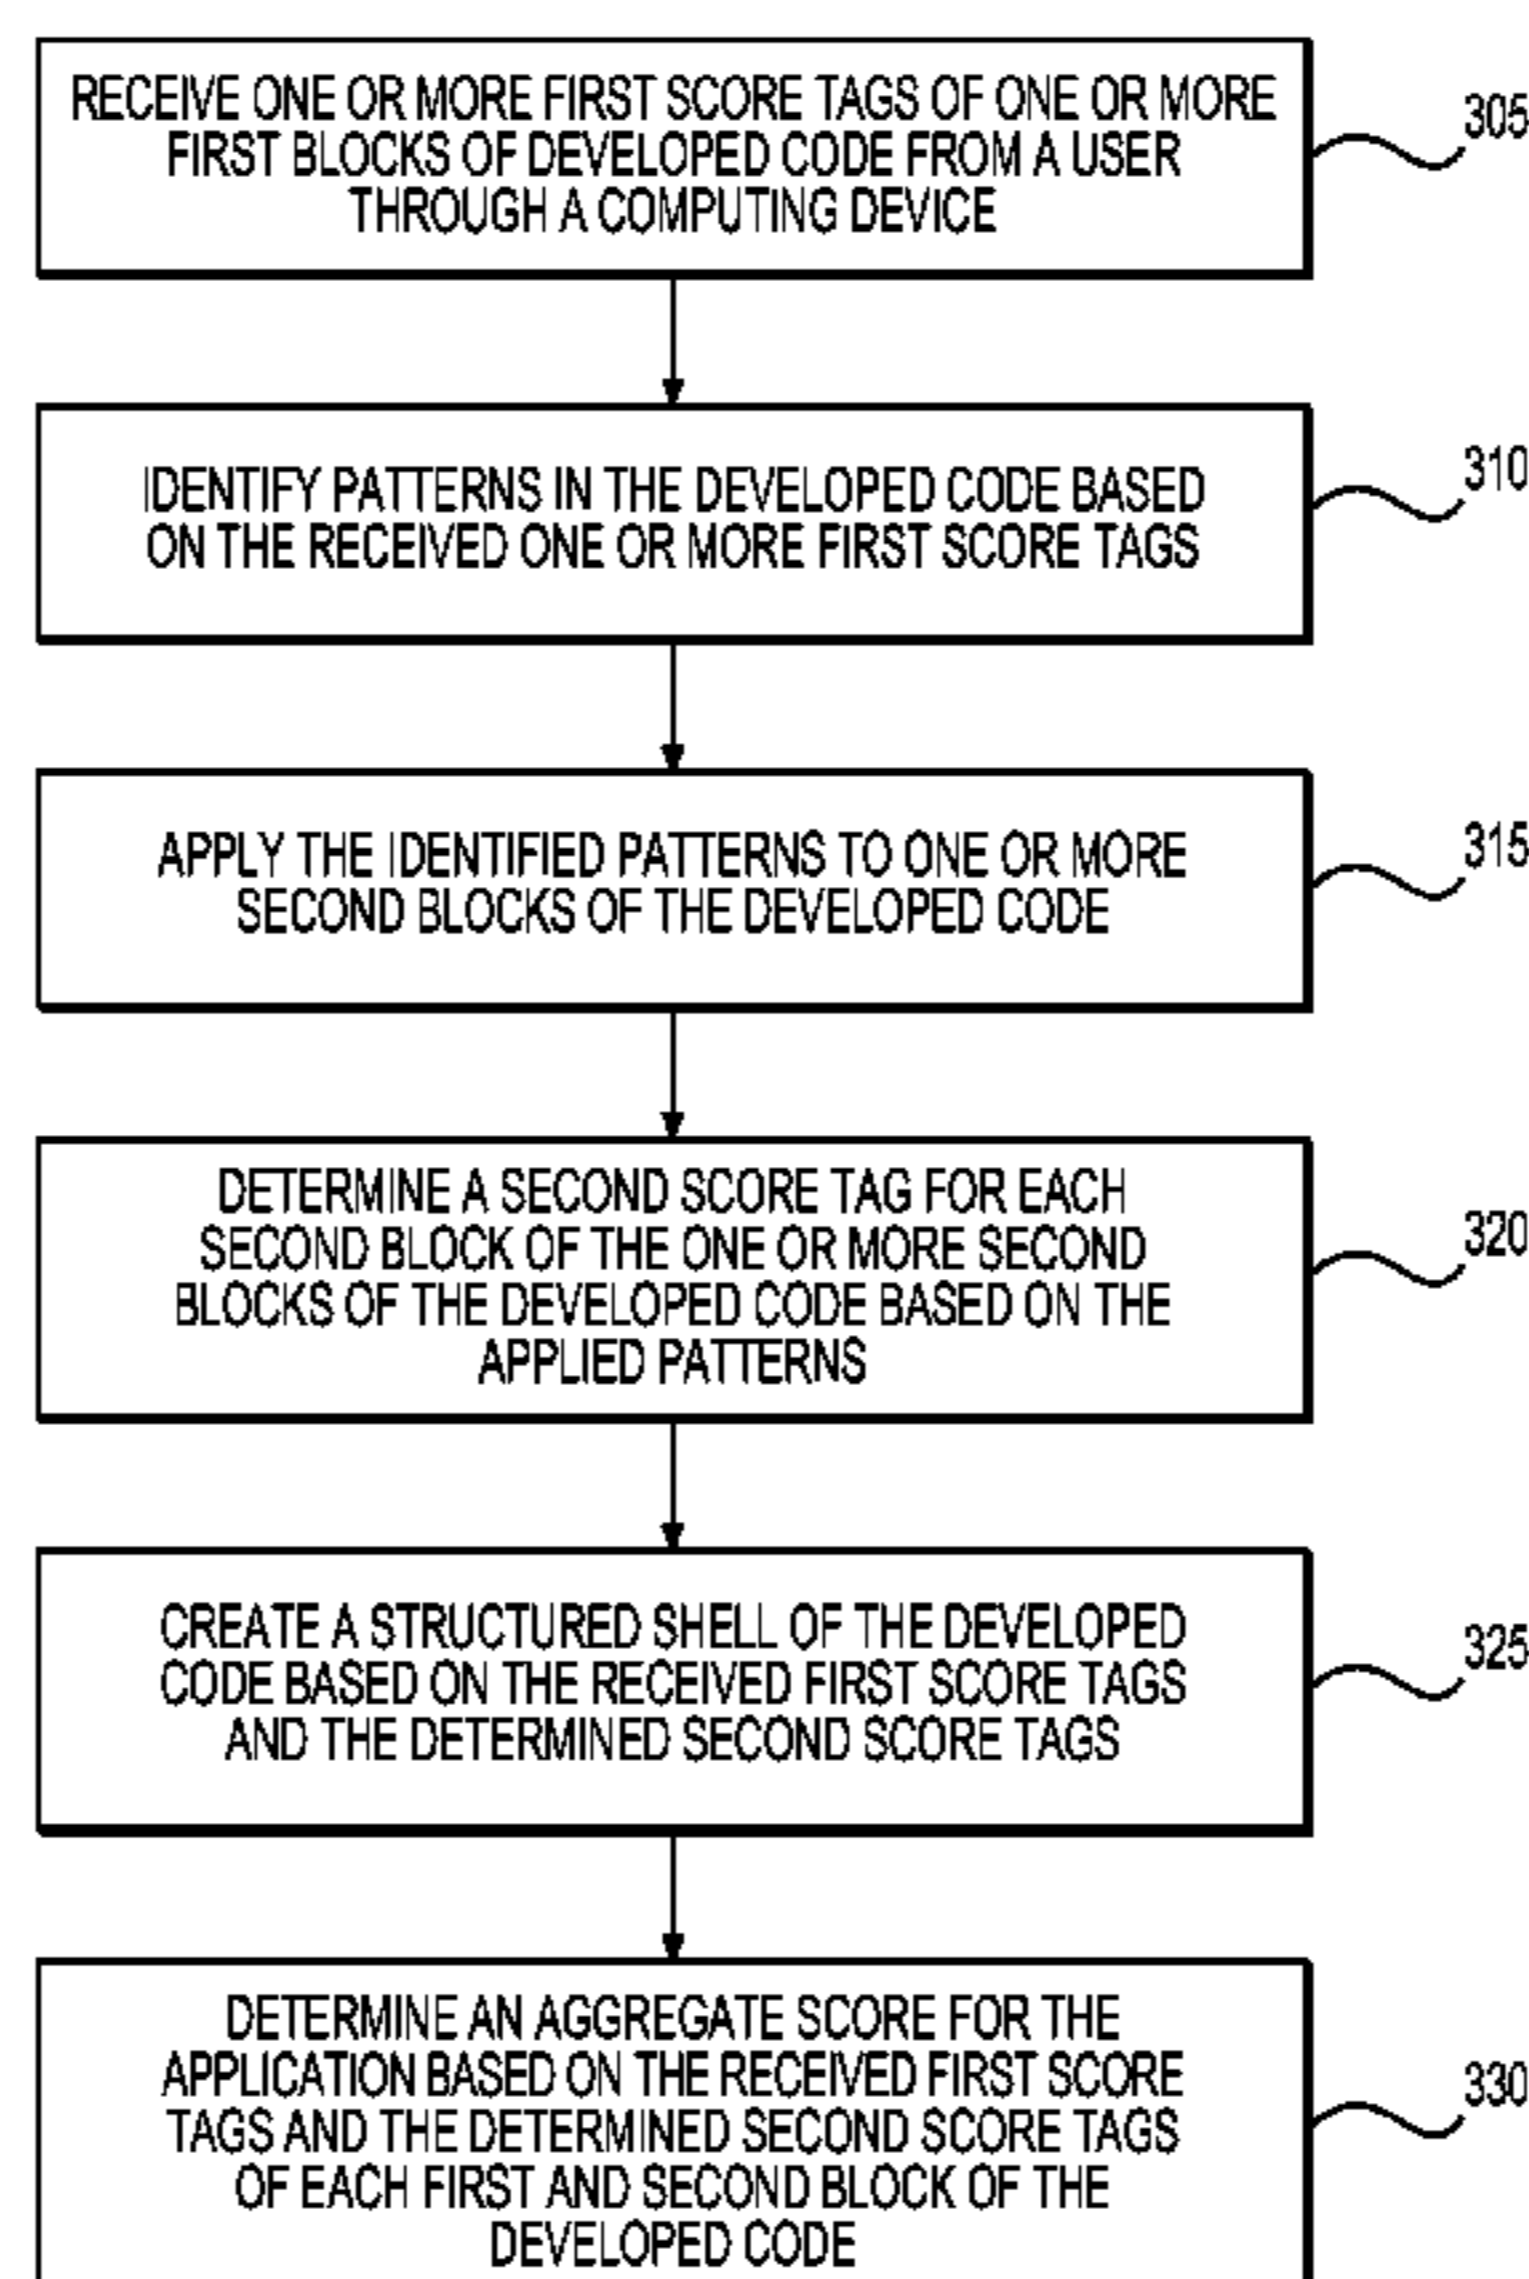 RECEIVE ONE OR MORE FIRST SCORE TAGS OF ONE OR MORE
FIRST BLOCKS OF DEVELOPED CODE FROM A USER
THROUGH A COMPUTING DEVICE
305
IDENTIFY PATTERNS IN THE DEVELOPED CODE BASED
ON THE RECEIVED ONE OR MORE FIRST SCORE TAGS
310
APPLY THE IDENTIFIED PATTERNS TO ONE OR MORE
SECOND BLOCKS OF THE DEVELOPED CODE
315
DETERMINE A SECOND SCORE TAG FOR EACH
SECOND BLOCK OF THE ONE OR MORE SECOND
BLOCKS OF THE DEVELOPED CODE BASED ON THE
APPLIED PATTERNS
320
CREATE A STRUCTURED SHELL OF THE DEVELOPED
CODE BASED ON THE RECEIVED FIRST SCORE TAGS
AND THE DETERMINED SECOND SCORE TAGS
325
DETERMINE AN AGGREGATE SCORE FOR THE
APPLICATION BASED ON THE RECEIVED FIRST SCORE
TAGS AND THE DETERMINED SECOND SCORE TAGS
OF EACH FIRST AND SECOND BLOCK OF THE
DEVELOPED CODE
330